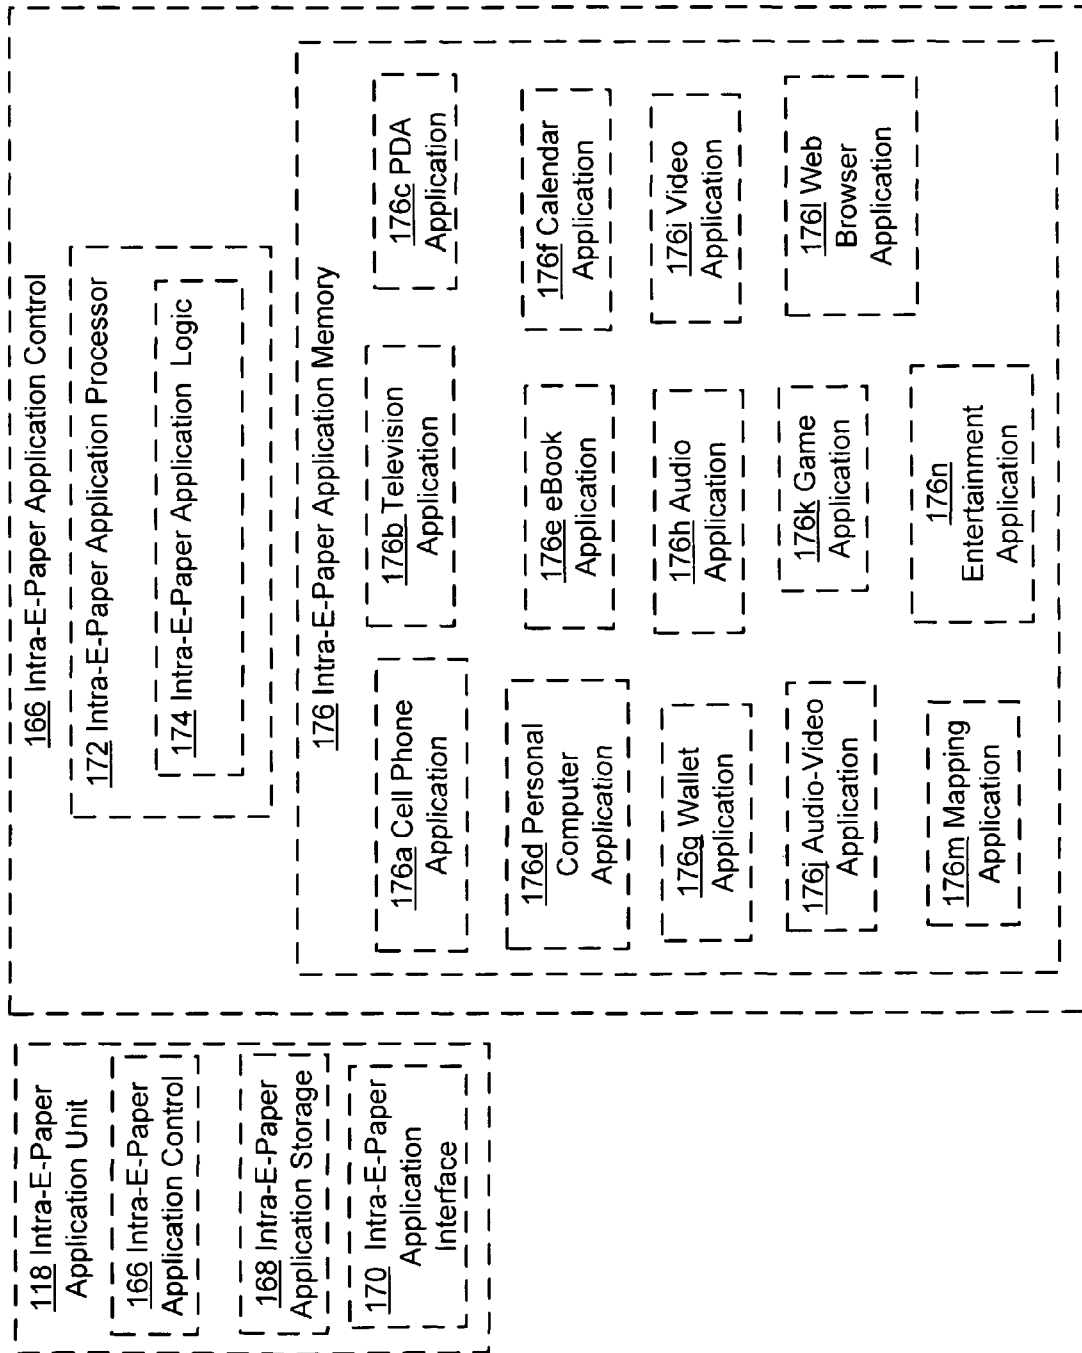 118 Intra-E-Paper
Application Unit
166 Intra-E-Paper
Application Control
168 Intra-E-Paper
Application Storage
170 Intra-E-Paper
Application
Interface
166 Intra-E-Paper Application Control
172 Intra-E-Paper Application Processor
174 Intra-E-Paper Application Logic
176 Intra-E-Paper Application Memory
176a Cell Phone
Application
176b Television
Application
176c PDA
Application
176d Personal
Computer
Application
176e eBook
Application
176f Calendar
Application
176g Wallet
Application
176h Audio
Application
176i Video
Application
176j Audio-Video
Application
176k Game
Application
176l Web
Browser
Application
176m Mapping
Application
176n
Entertainment
Application